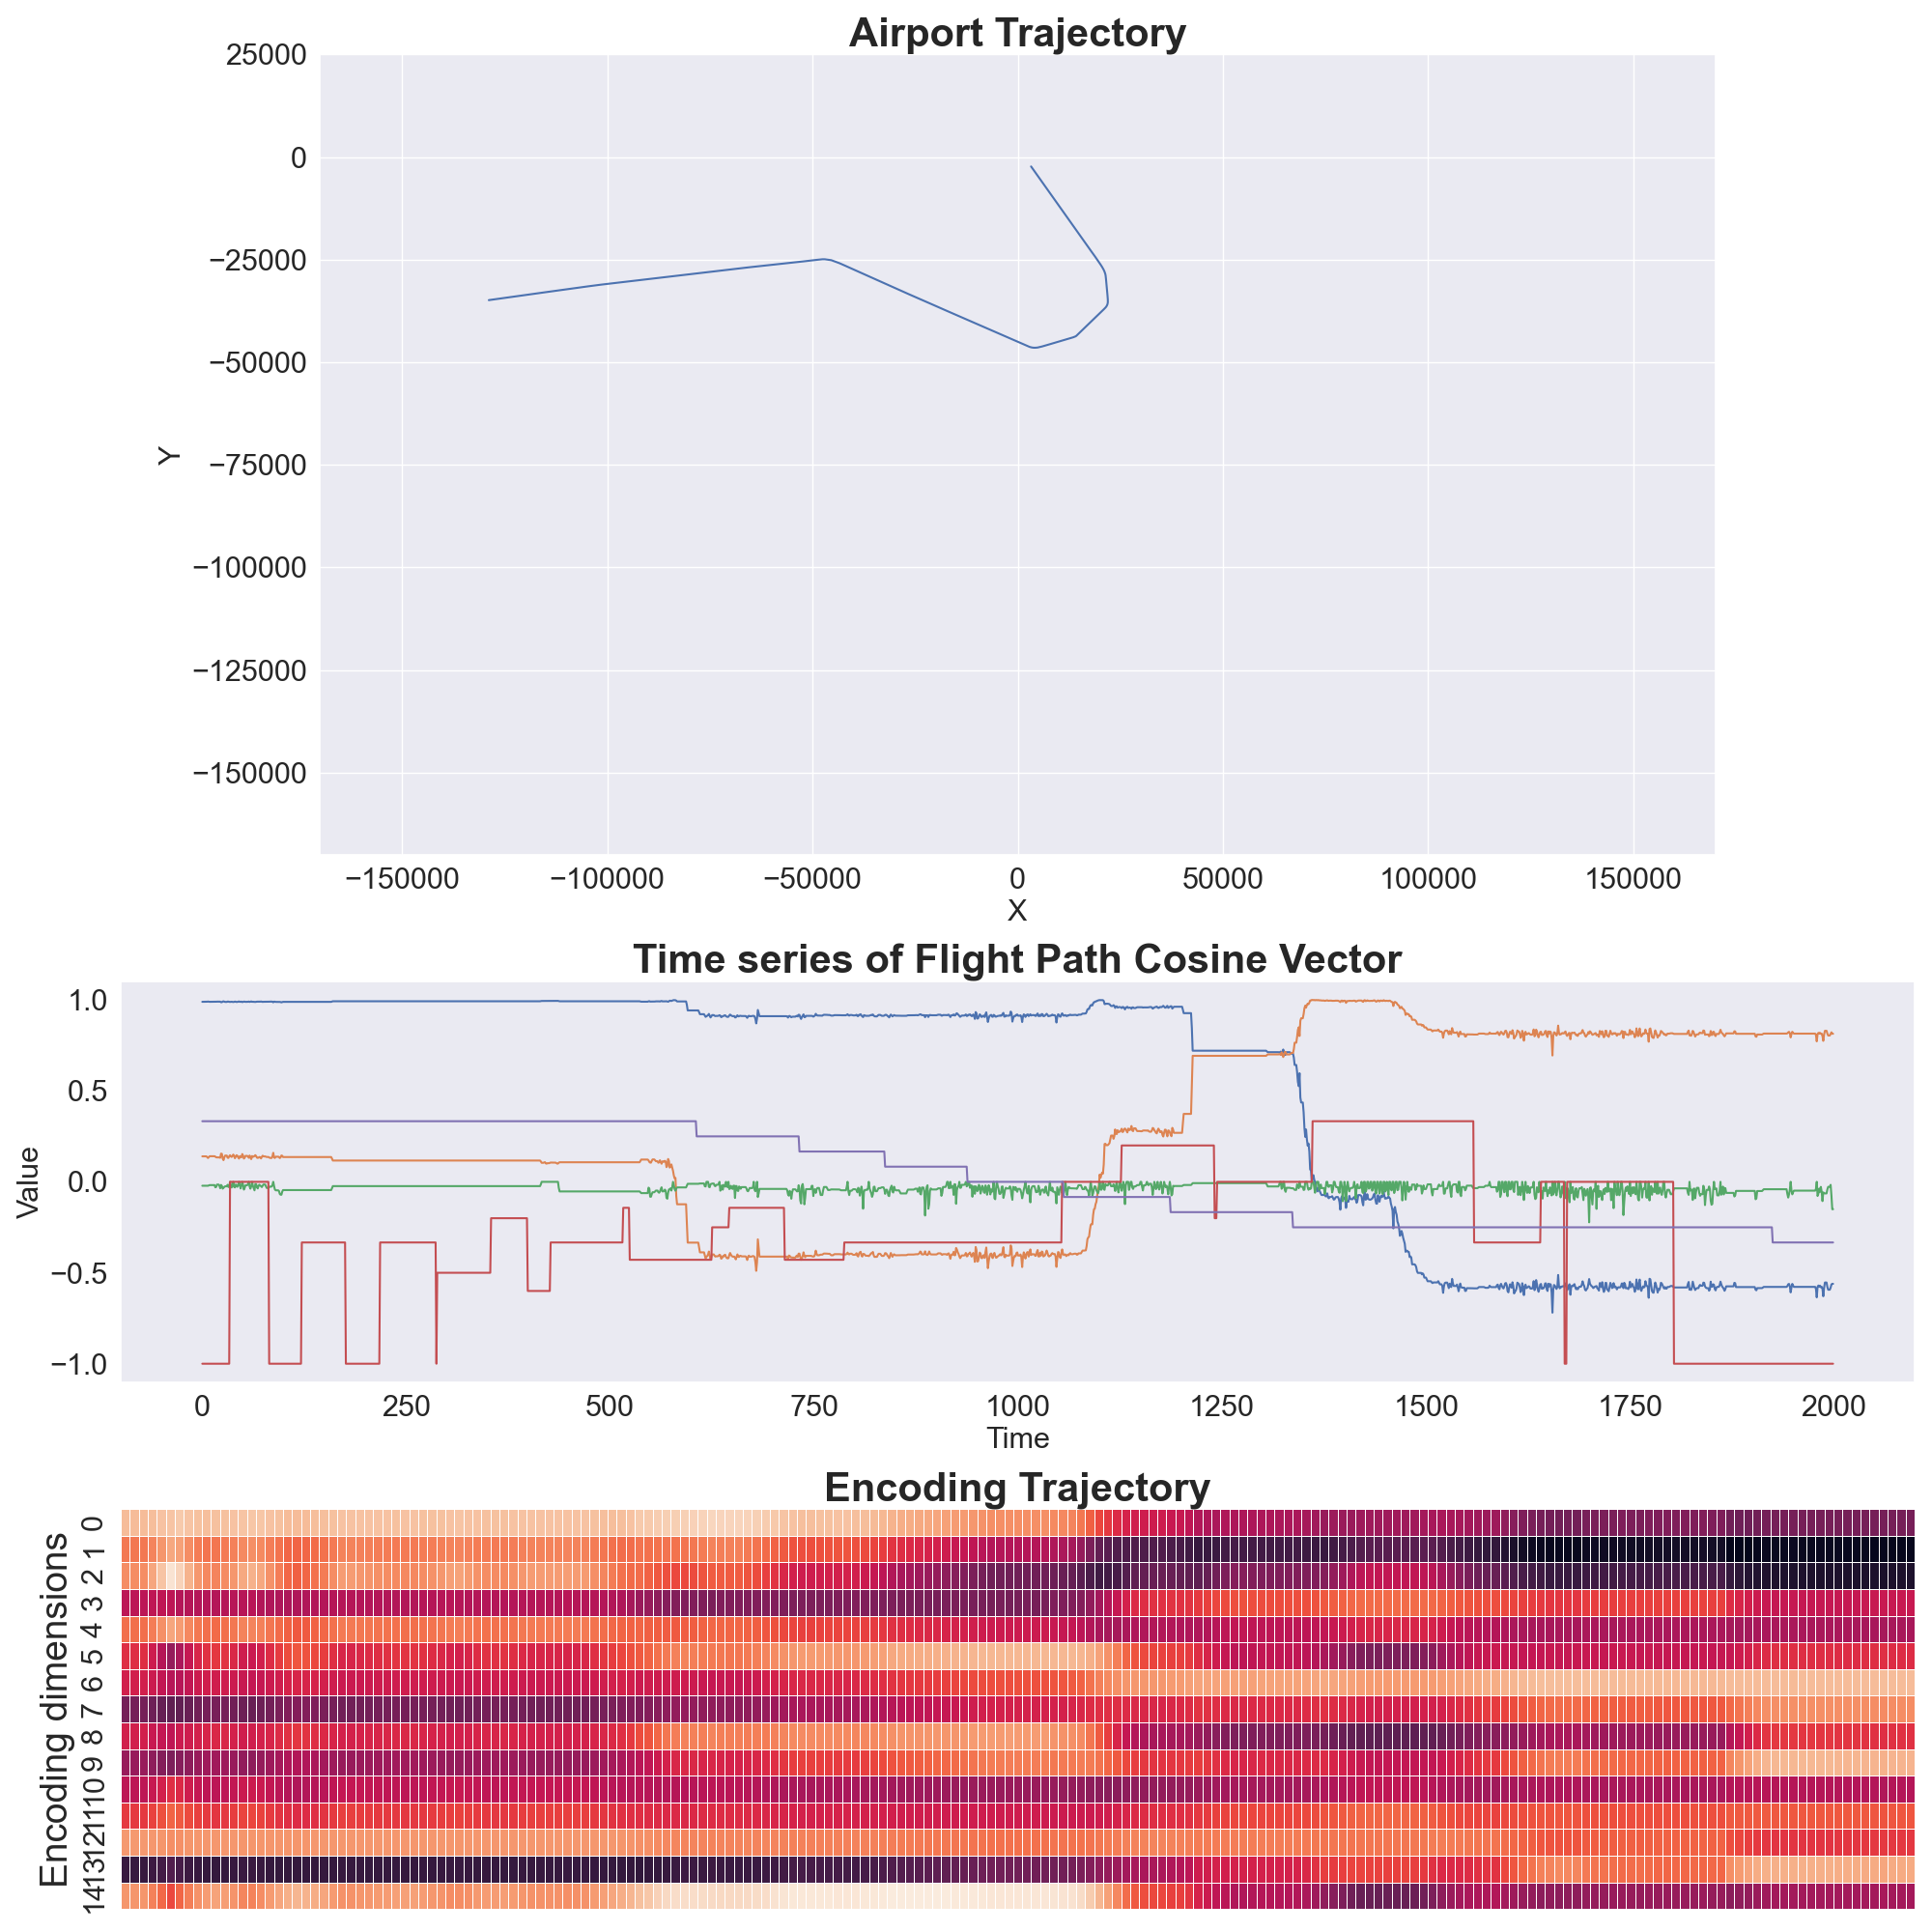 Airport Trajectory
25000
0
−25000
−50000
−75000
−100000
−125000
−150000
Y
−150000 −100000 −50000 0 50000 100000 150000
X
Time series of Flight Path Cosine Vector
1.0
0.5
0.0
−0.5
−1.0
Value
0 250 500 750 1000 1250 1500 1750 2000
Time
Encoding Trajectory
Encoding dimensions
0
1
2
3
4
5
6
7
8
9
10
11
12
13
14